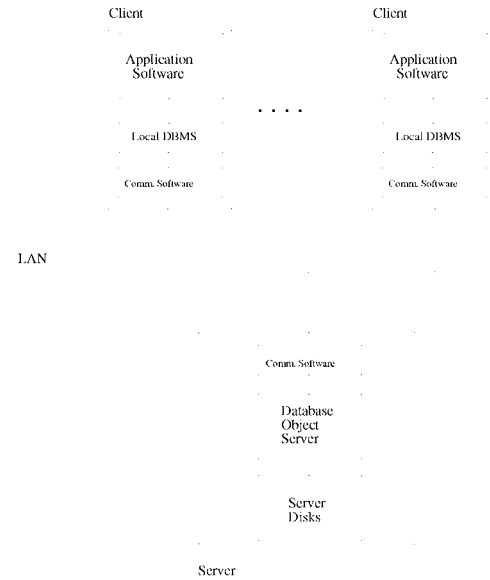 Client
Client
Application
Software
Application
Software
. . . .
Local DBMS
Local DBMS
Comm. Software
Comm. Software
LAN
Comm. Software
Database
Object
Server
Server
Disks
Server